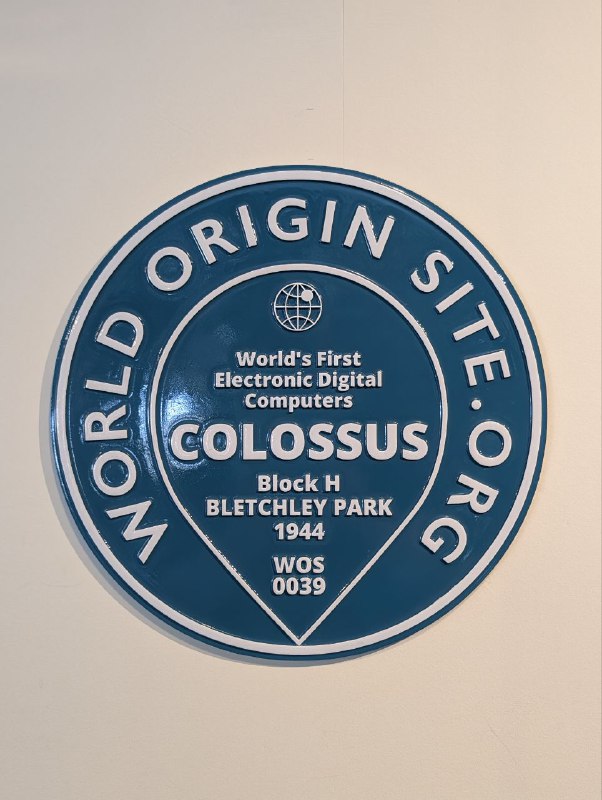 WORLD ORIGIN SITE.ORG
World's First
Electronic Digital
Computers
COLOSSUS
Block H
BLETCHLEY PARK
1944
WOS
0039